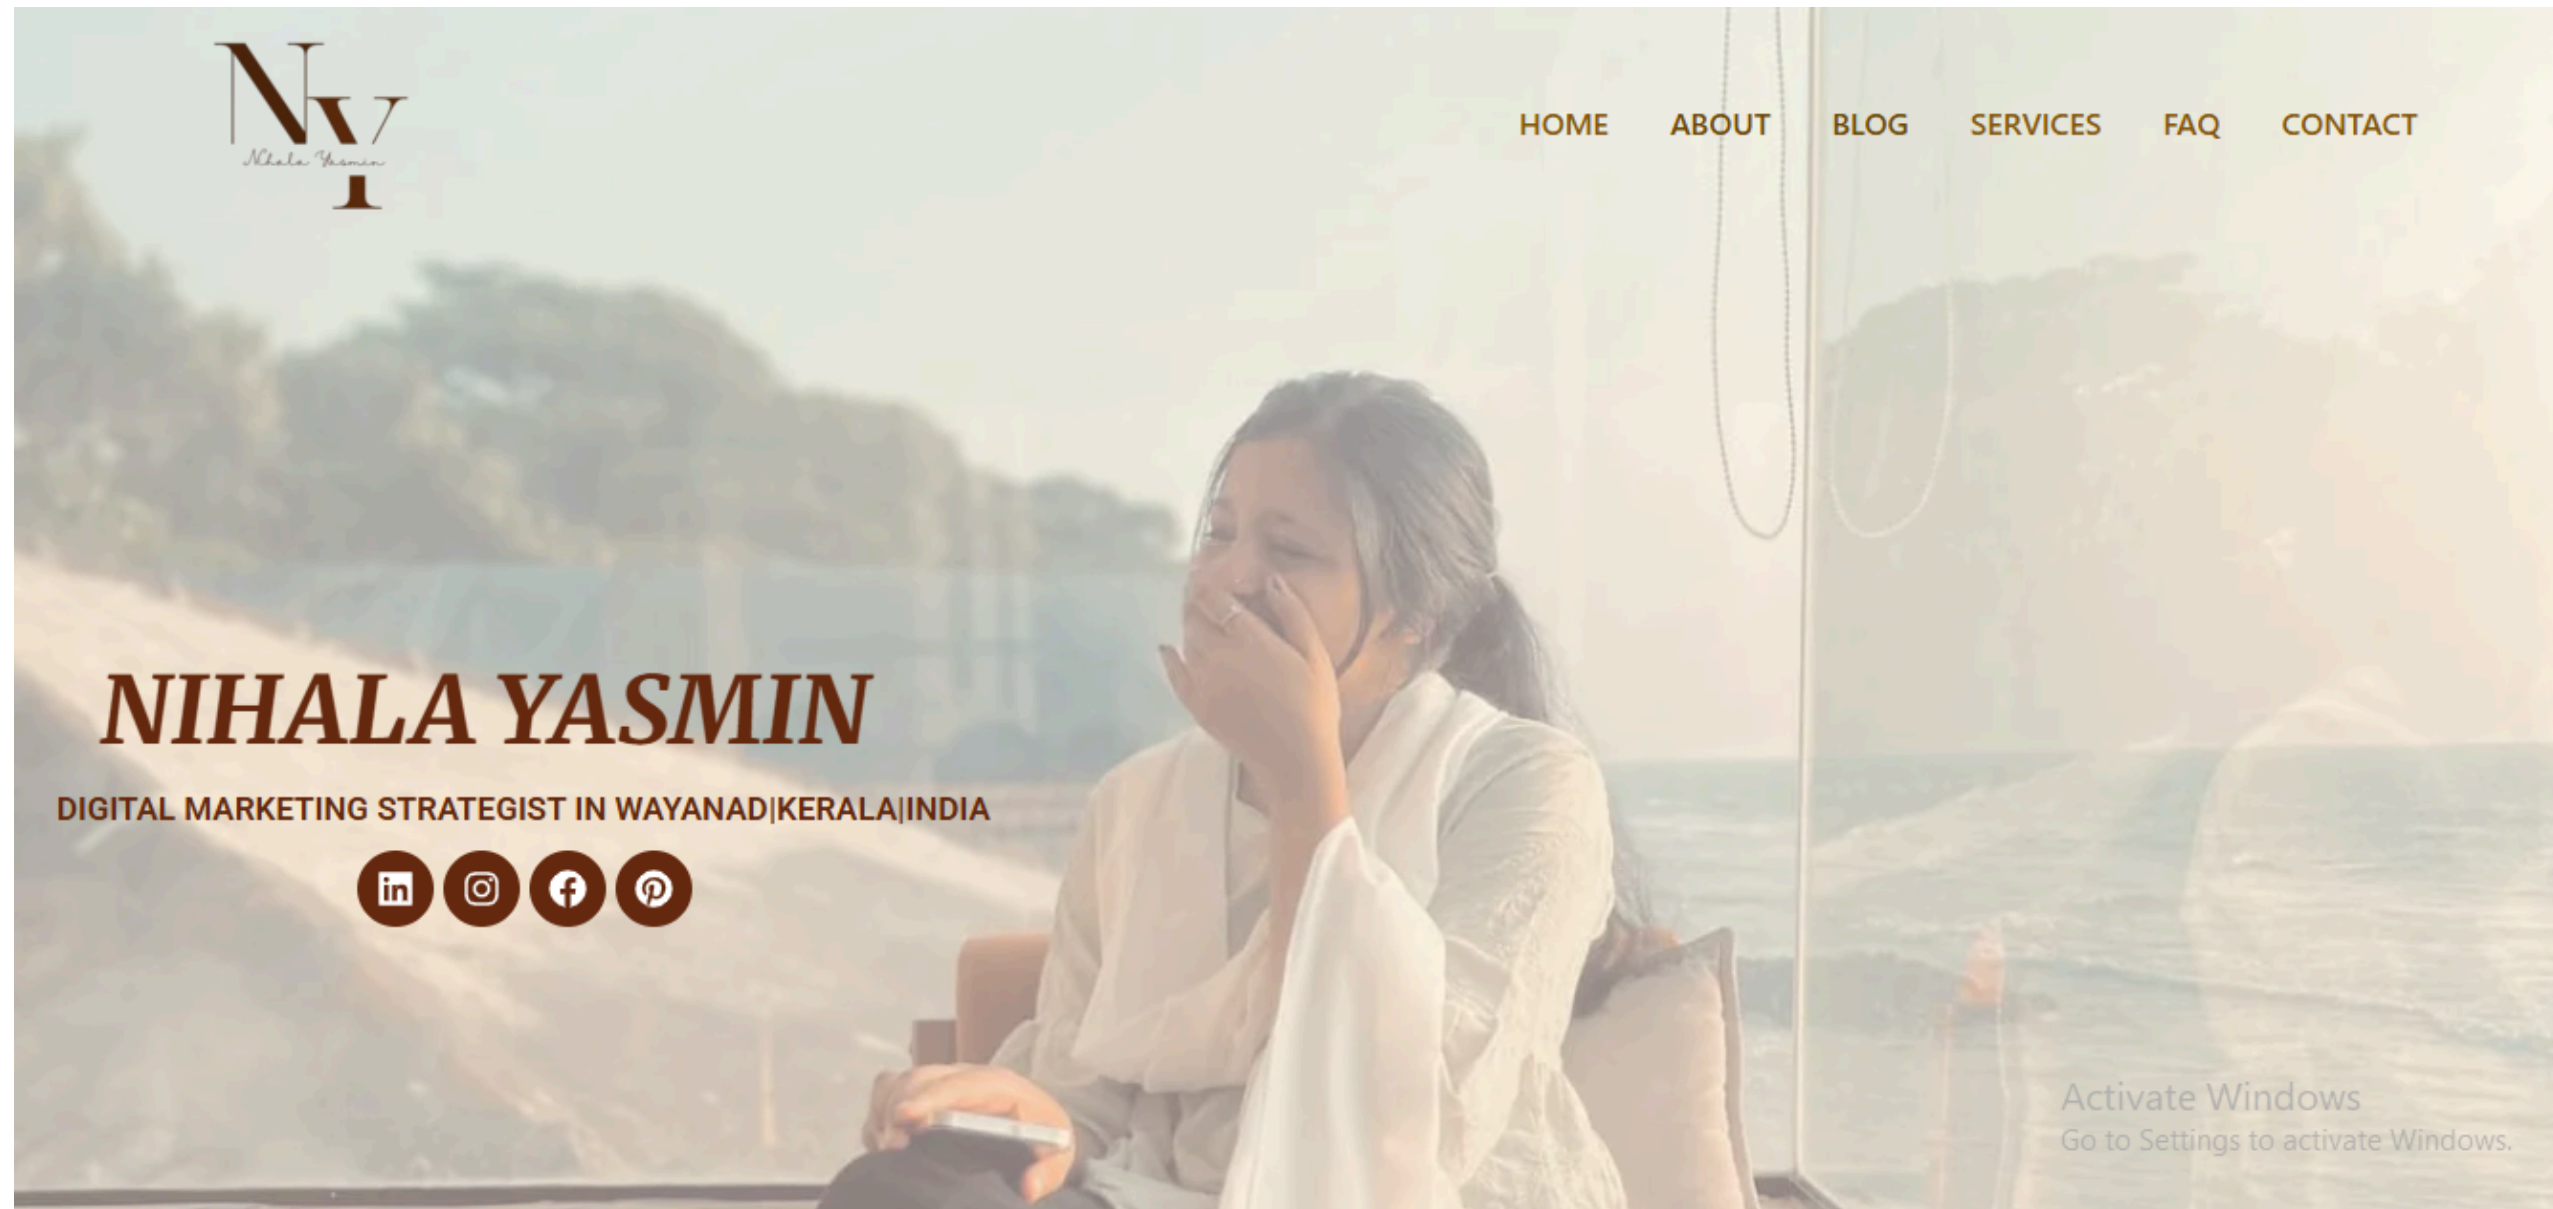 NY
Nihala Yasmin
HOME ABOUT BLOG SERVICES FAQ CONTACT
NIHALA YASMIN
DIGITAL MARKETING STRATEGIST IN WAYANAD|KERALA|INDIA
in
Activate Windows
Go to Settings to activate Windows.